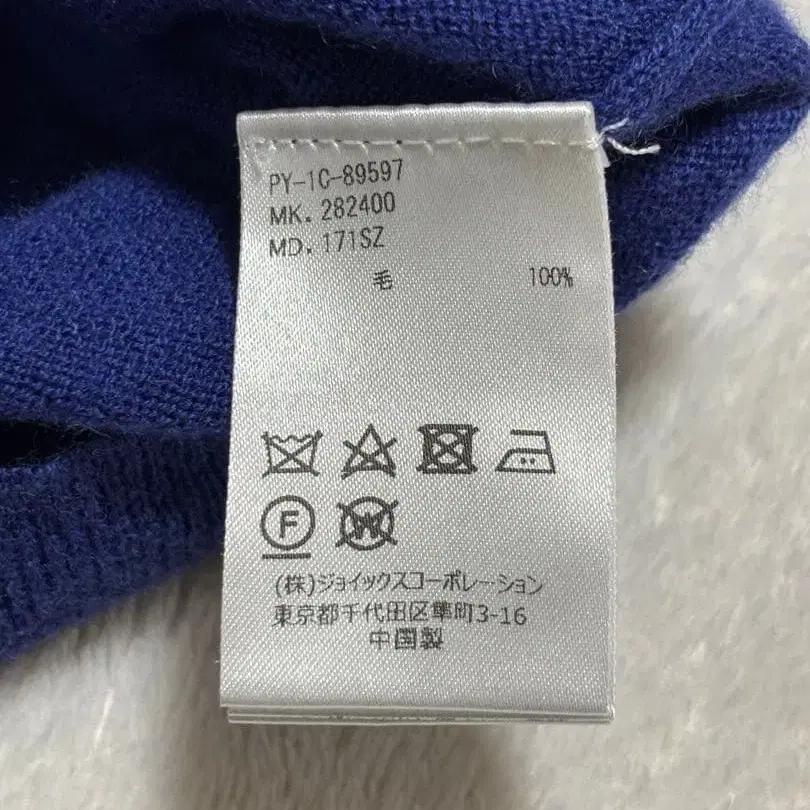 PY-1C-89597
MK. 282400
MD. 171SZ
毛 100%
F
W
(株)ジョイックスコーポレーション
東京都千代田区隼町3-16
中国製